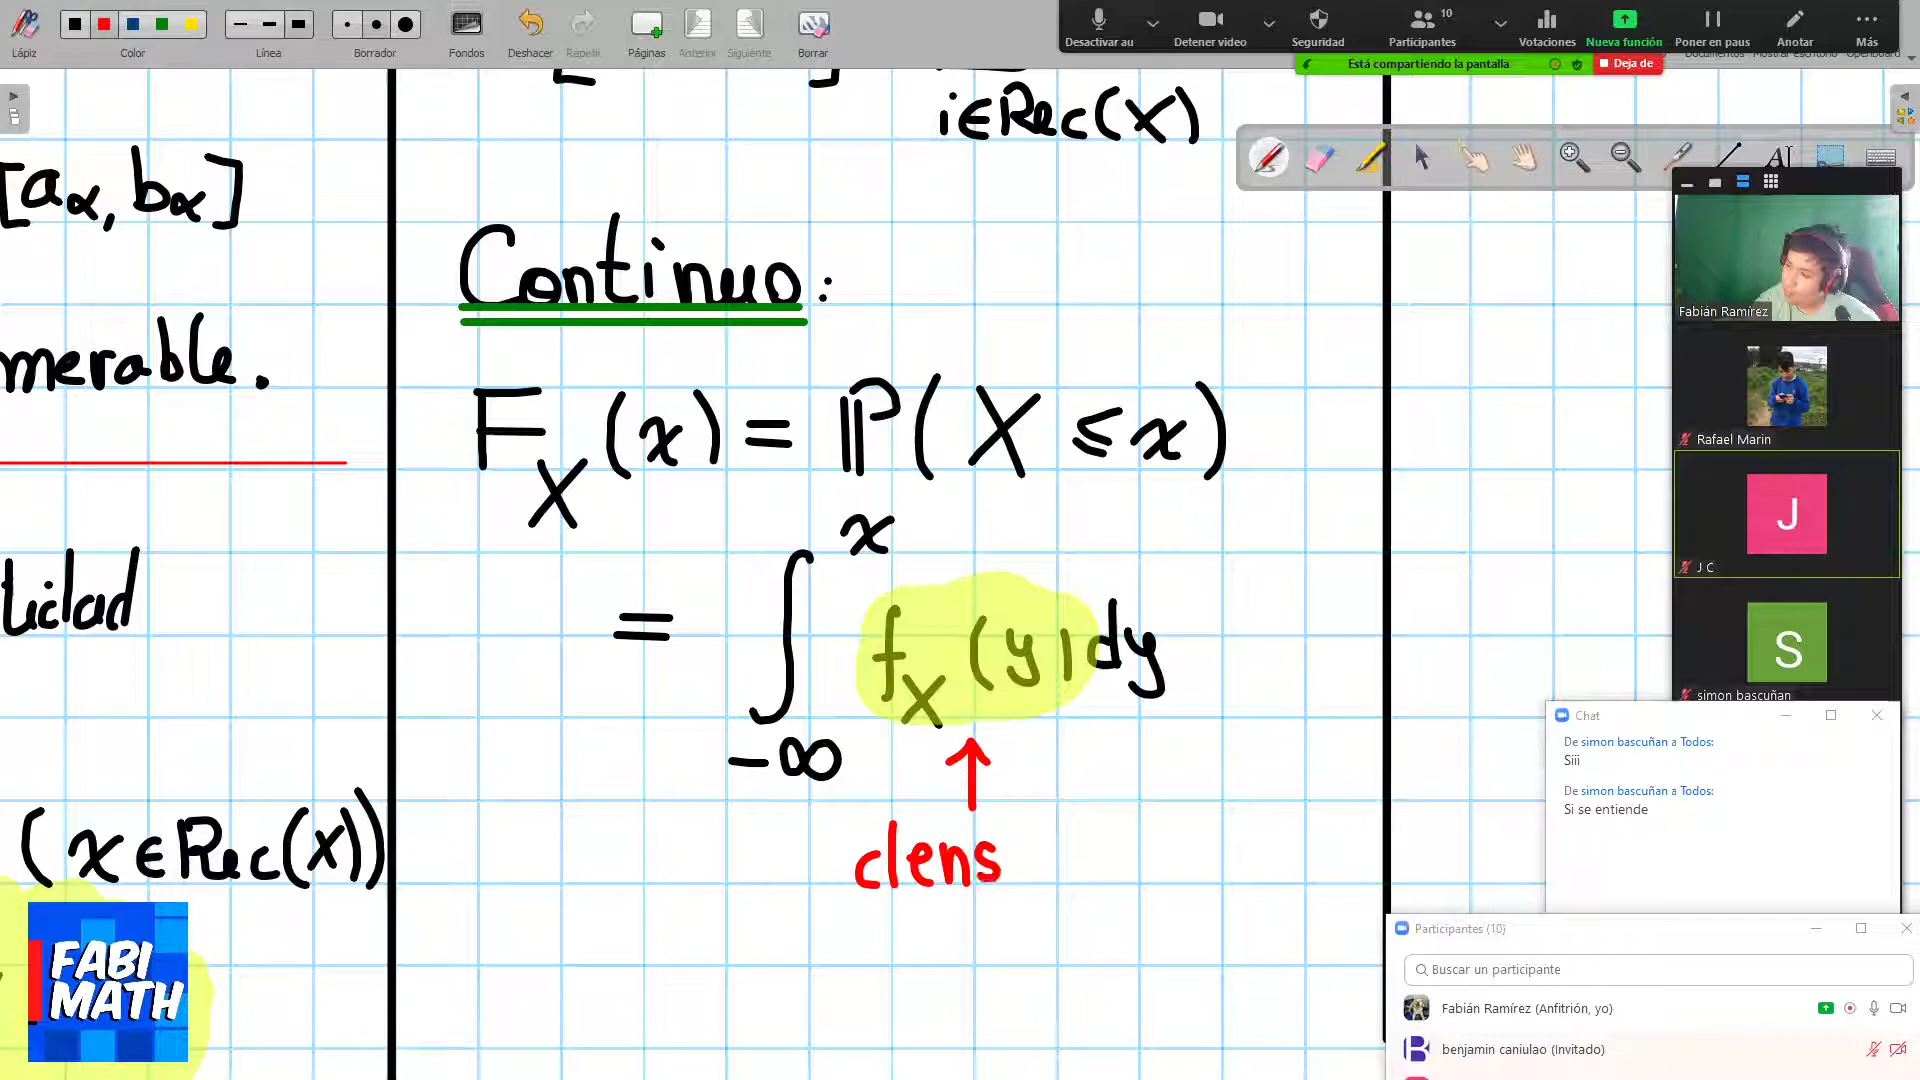 Lápiz
Color
Línea
Borrador
Fondos
Deshacer
Repetir
Páginas
Anterior
Siguiente
Borrar
Desactivar au
Detener video
Seguridad
Participantes
10
Votaciones
Nueva función
Poner en paus
Anotar
Más
Está compartiendo la pantalla
Deja de
i∈Rec(X)
[aα, bα]
Continuo:
merable.
F_X(x) = ℙ(X ≤ x)
= ∫_{-∞}^{x} f_X(y)dy
dens
(x∈Rec(X))
FABI
MATH
Fabián Ramírez
Rafael Marin
J
J C
S
simon bascuñan
Chat
De simon bascuñan a Todos:
Siii
De simon bascuñan a Todos:
Si se entiende
Participantes (10)
Buscar un participante
Fabián Ramírez (Anfitrión, yo)
benjamin caniulao (Invitado)